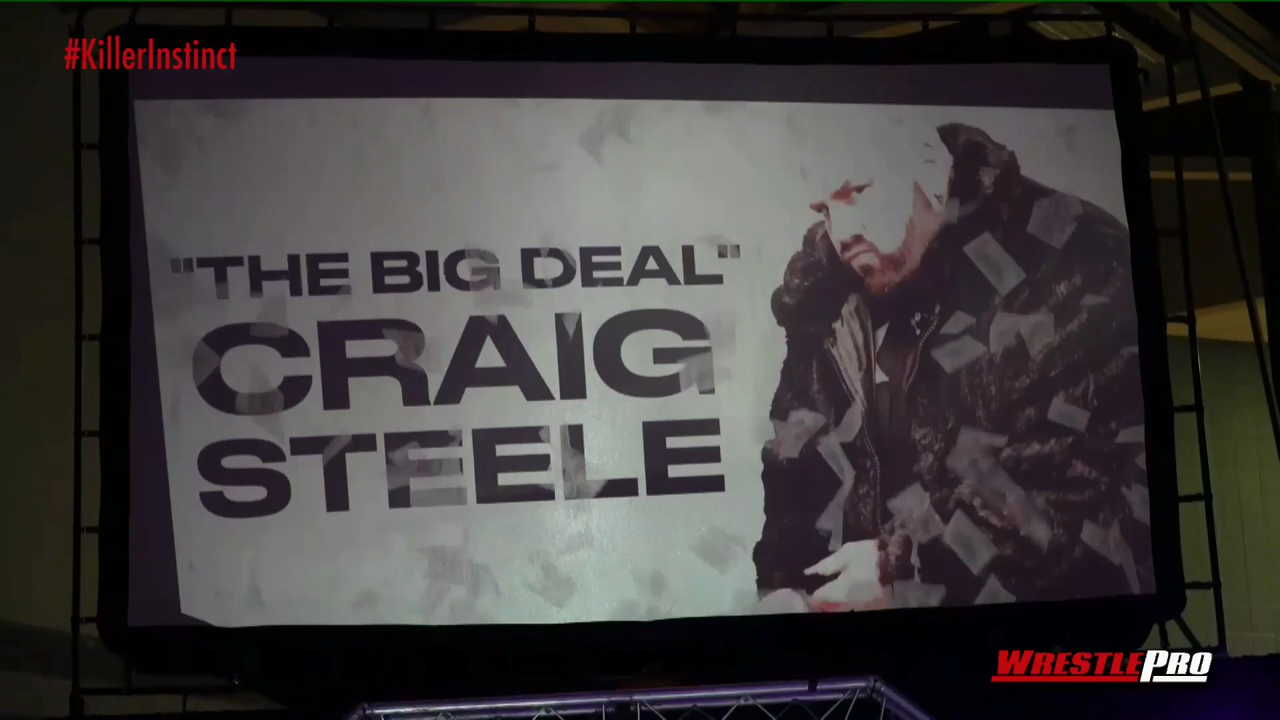 #KillerInstinct
"THE BIG DEAL"
CRAIG
STEELE
WRESTLEPRO